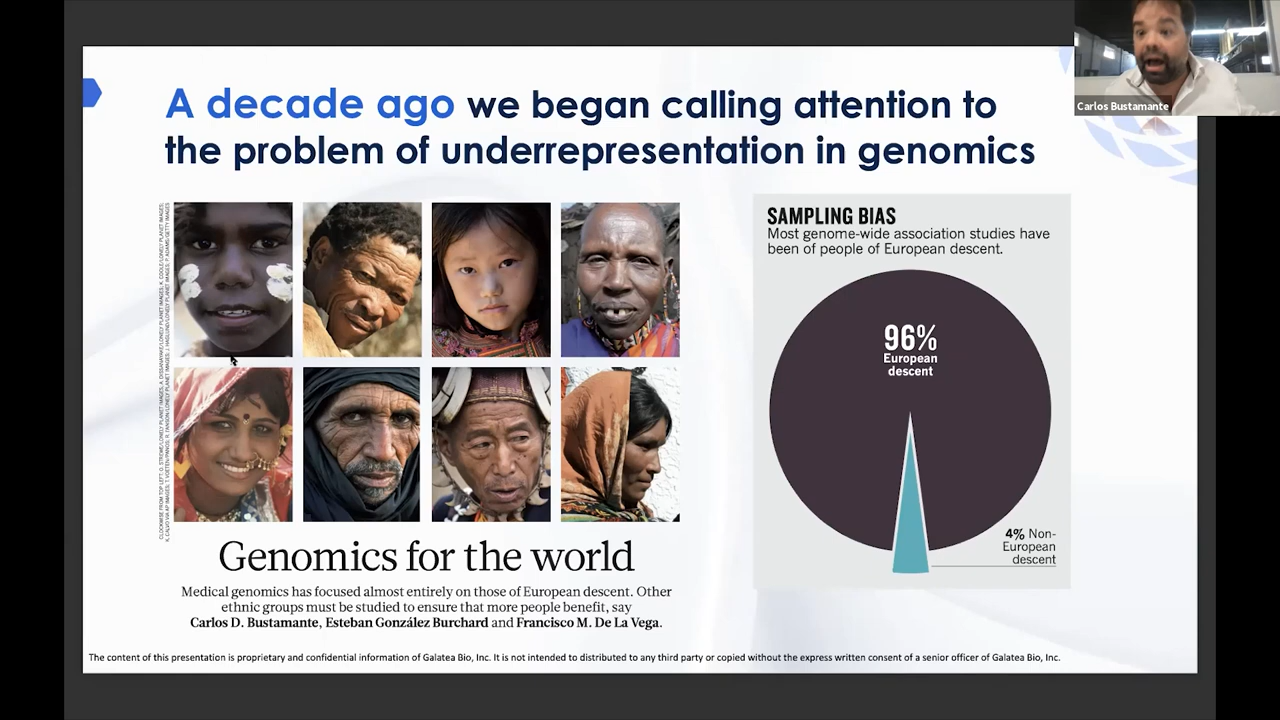 Carlos Bustamante
A decade ago we began calling attention to
the problem of underrepresentation in genomics
SAMPLING BIAS
Most genome-wide association studies have
been of people of European descent.
96%
European
descent
4% Non-
European
descent
Genomics for the world
Medical genomics has focused almost entirely on those of European descent. Other
ethnic groups must be studied to ensure that more people benefit, say
Carlos D. Bustamante, Esteban González Burchard and Francisco M. De La Vega.
The content of this presentation is proprietary and confidential information of Galatea Bio, Inc. It is not intended to distributed to any third party or copied without the express written consent of a senior officer of Galatea Bio, Inc.